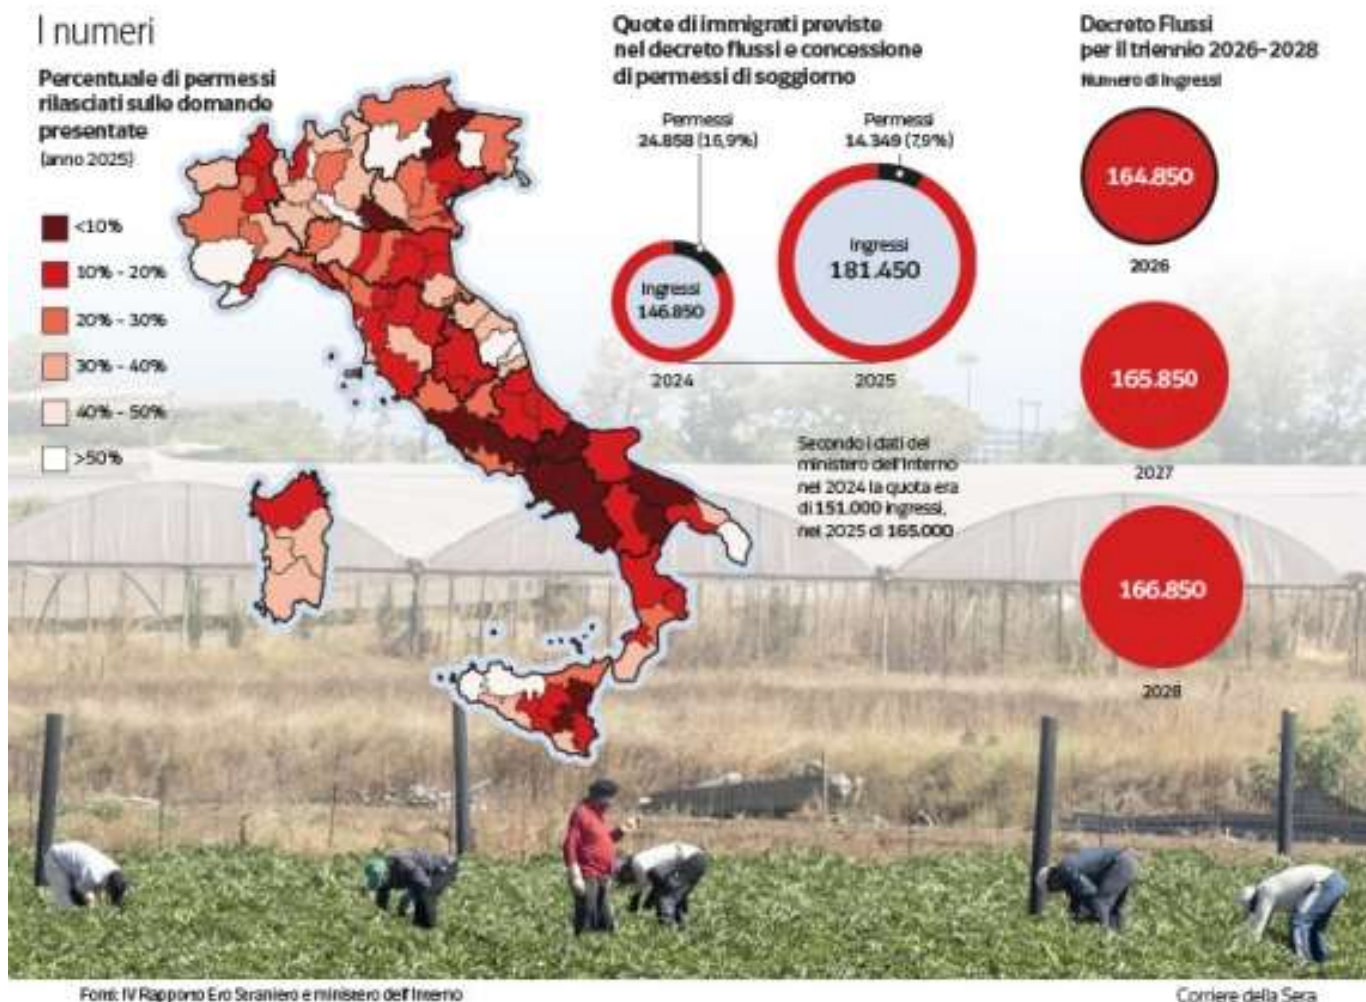 I numeri
Percentuale di permessi
rilasciati sulle domande
presentate
(anno 2025)
<10%
10% - 20%
20% - 30%
30% - 40%
40% - 50%
>50%
Quote di immigrati previste
nel decreto flussi e concessione
di permessi di soggiorno
Permessi
24.858 (16,9%)
Ingressi
146.850
2024
Permessi
14.349 (7,9%)
Ingressi
181.450
2025
Secondo i dati del
ministero dell'Interno
nel 2024 la quota era
di 151.000 ingressi,
nel 2025 di 165.000
Decreto Flussi
per il triennio 2026-2028
Numero di ingressi
164.850
2026
165.850
2027
166.850
2028
Fonti: IV Rapporto Ero Straniero e ministero dell'Interno
Corriere della Sera